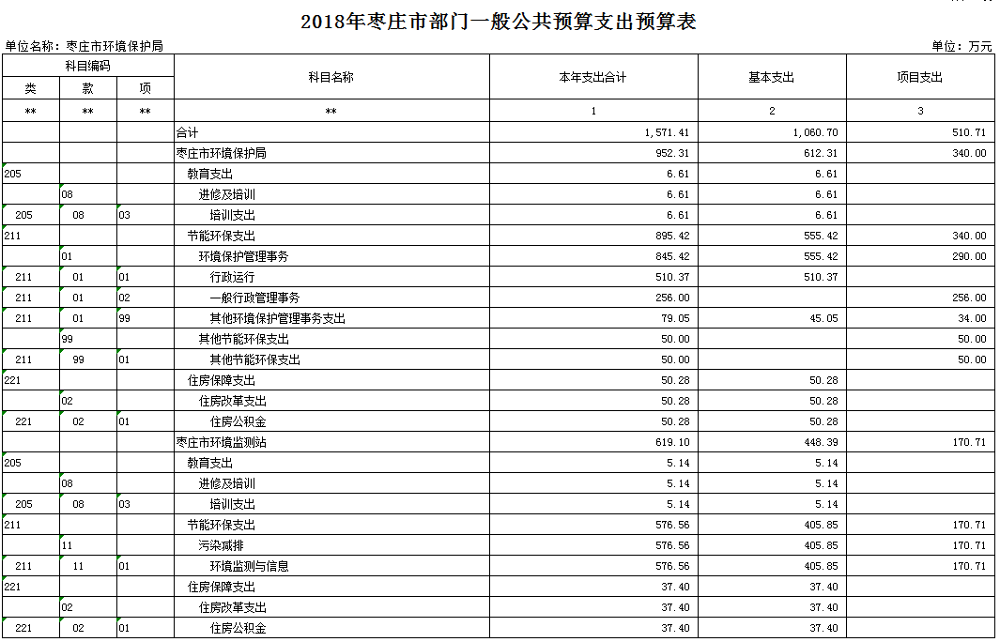 2018年枣庄市部门一般公共预算支出预算表
单位名称：枣庄市环境保护局 单位：万元
科目编码 科目名称 本年支出合计 基本支出 项目支出
类 款 项
** ** ** ** 1 2 3
合计 1,571.41 1,060.70 510.71
枣庄市环境保护局 952.31 612.31 340.00
205 教育支出 6.61 6.61
08 进修及培训 6.61 6.61
205 08 03 培训支出 6.61 6.61
211 节能环保支出 895.42 555.42 340.00
01 环境保护管理事务 845.42 555.42 290.00
211 01 01 行政运行 510.37 510.37
211 01 02 一般行政管理事务 256.00 256.00
211 01 99 其他环境保护管理事务支出 79.05 45.05 34.00
99 其他节能环保支出 50.00 50.00
211 99 01 其他节能环保支出 50.00 50.00
221 住房保障支出 50.28 50.28
02 住房改革支出 50.28 50.28
221 02 01 住房公积金 50.28 50.28
枣庄市环境监测站 619.10 448.39 170.71
205 教育支出 5.14 5.14
08 进修及培训 5.14 5.14
205 08 03 培训支出 5.14 5.14
211 节能环保支出 576.56 405.85 170.71
11 污染减排 576.56 405.85 170.71
211 11 01 环境监测与信息 576.56 405.85 170.71
221 住房保障支出 37.40 37.40
02 住房改革支出 37.40 37.40
221 02 01 住房公积金 37.40 37.40